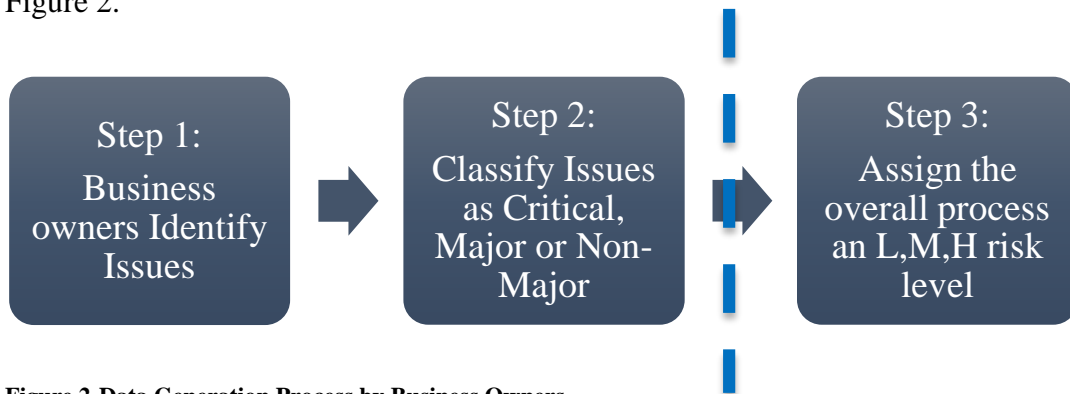 Figure 2.
Step 1:
Business
owners Identify
Issues
Step 2:
Classify Issues
as Critical,
Major or Non-
Major
Step 3:
Assign the
overall process
an L,M,H risk
level
Figure 2 Data Generation Process by Business Owners